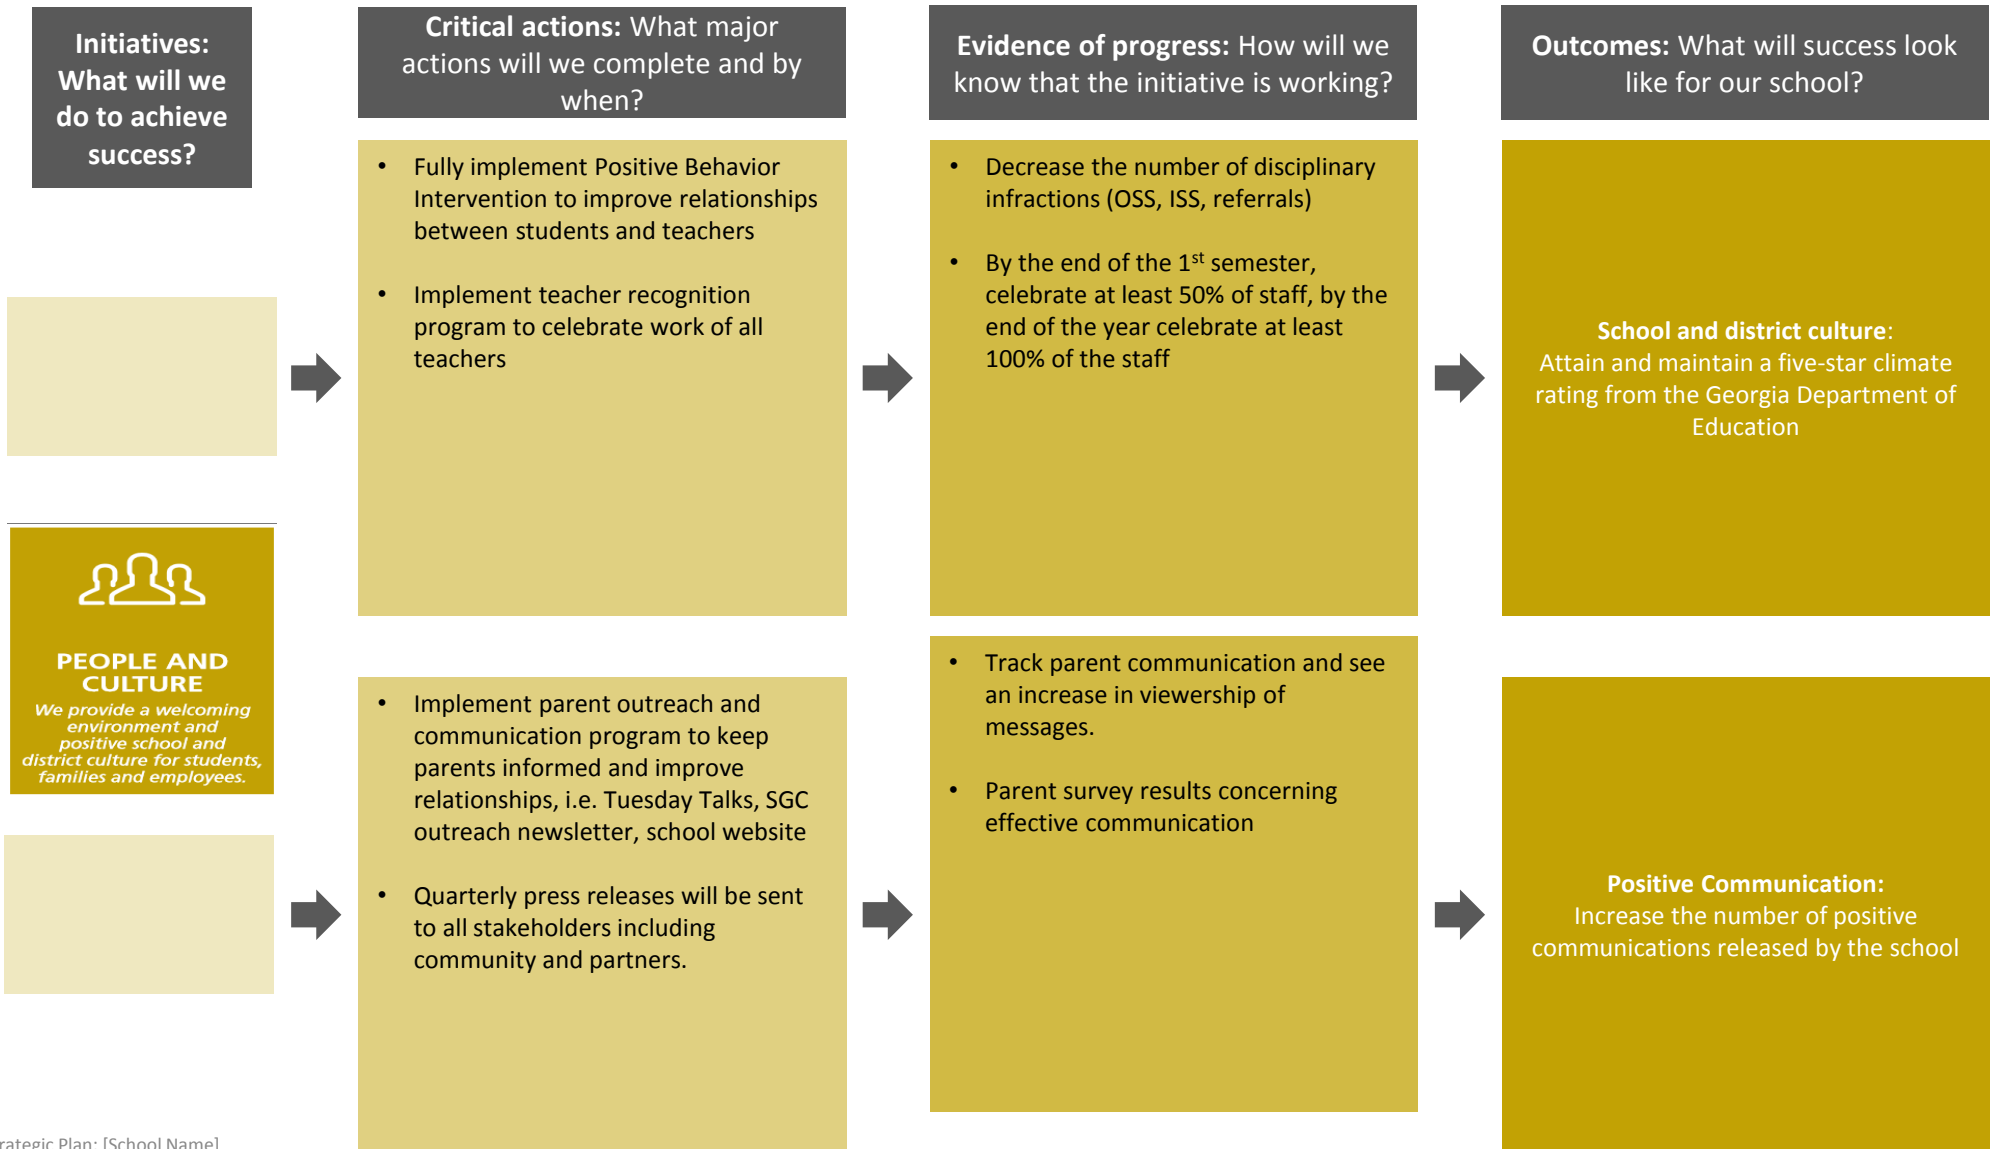 Initiatives:
What will we
do to achieve
success?
Critical actions: What major
actions will we complete and by
when?
Evidence of progress: How will we
know that the initiative is working?
Outcomes: What will success look
like for our school?
• Fully implement Positive Behavior
Intervention to improve relationships
between students and teachers
• Implement teacher recognition
program to celebrate work of all
teachers
• Decrease the number of disciplinary
infractions (OSS, ISS, referrals)
• By the end of the 1st semester,
celebrate at least 50% of staff, by the
end of the year celebrate at least
100% of the staff
School and district culture:
Attain and maintain a five-star climate
rating from the Georgia Department of
Education
PEOPLE AND
CULTURE
We provide a welcoming
environment and
positive school and
district culture for students,
families and employees.
• Implement parent outreach and
communication program to keep
parents informed and improve
relationships, i.e. Tuesday Talks, SGC
outreach newsletter, school website
• Quarterly press releases will be sent
to all stakeholders including
community and partners.
• Track parent communication and see
an increase in viewership of
messages.
• Parent survey results concerning
effective communication
Positive Communication:
Increase the number of positive
communications released by the school
rategic Plan: [School Name]